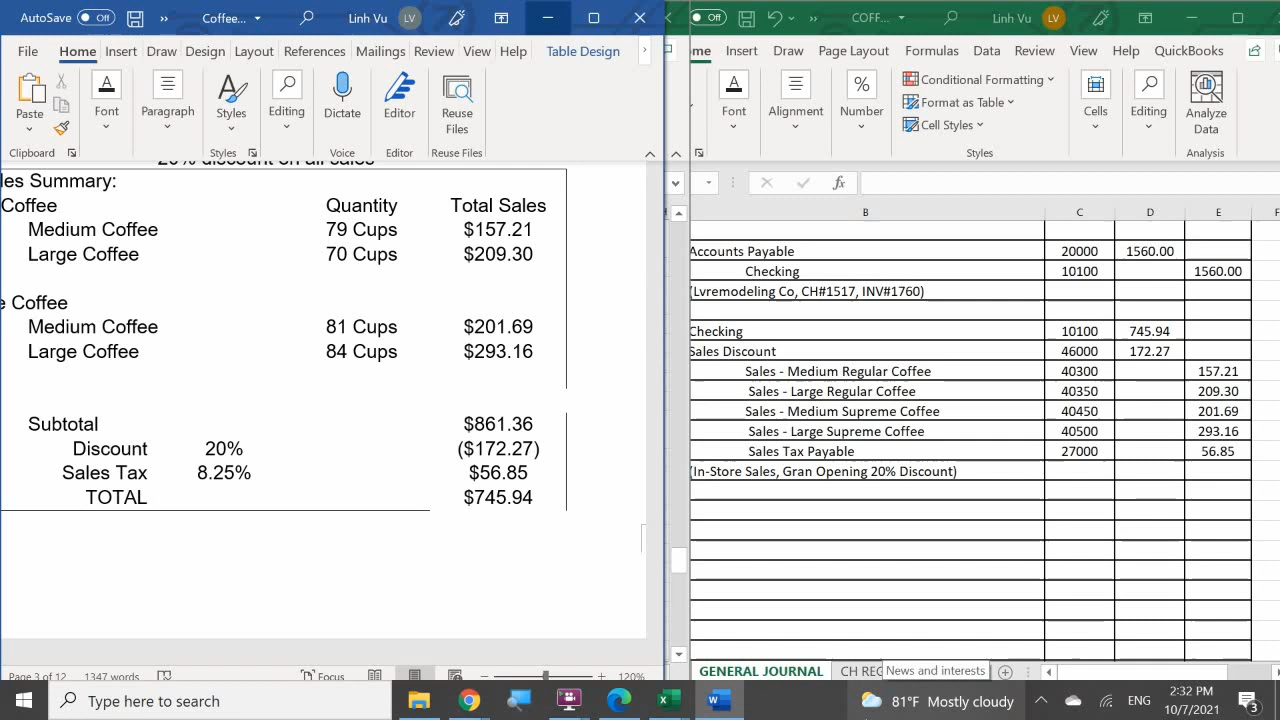 AutoSave Off » Coffee... Linh Vu LV
File Home Insert Draw Design Layout References Mailings Review View Help Table Design
Paste Font Paragraph Styles Editing Dictate Editor Reuse Files
Clipboard Styles Voice Editor Reuse Files
20% discount on all sales
les Summary:
Coffee Quantity Total Sales
Medium Coffee 79 Cups $157.21
Large Coffee 70 Cups $209.30
e Coffee
Medium Coffee 81 Cups $201.69
Large Coffee 84 Cups $293.16
Subtotal $861.36
Discount 20% ($172.27)
Sales Tax 8.25% $56.85
TOTAL $745.94
Page 3 of 12 1347 words Focus 120%
Off » COFF... Linh Vu LV
me Insert Draw Page Layout Formulas Data Review View Help QuickBooks
Font Alignment % Number Conditional Formatting Format as Table Cell Styles Cells Editing Analyze Data
Styles Analysis
fx
B C D E F
Accounts Payable 20000 1560.00
Checking 10100 1560.00
(Lvremodeling Co, CH#1517, INV#1760)
Checking 10100 745.94
Sales Discount 46000 172.27
Sales - Medium Regular Coffee 40300 157.21
Sales - Large Regular Coffee 40350 209.30
Sales - Medium Supreme Coffee 40450 201.69
Sales - Large Supreme Coffee 40500 293.16
Sales Tax Payable 27000 56.85
(In-Store Sales, Gran Opening 20% Discount)
GENERAL JOURNAL CH REC News and interests
Type here to search 81°F Mostly cloudy ENG 2:32 PM
10/7/2021 3